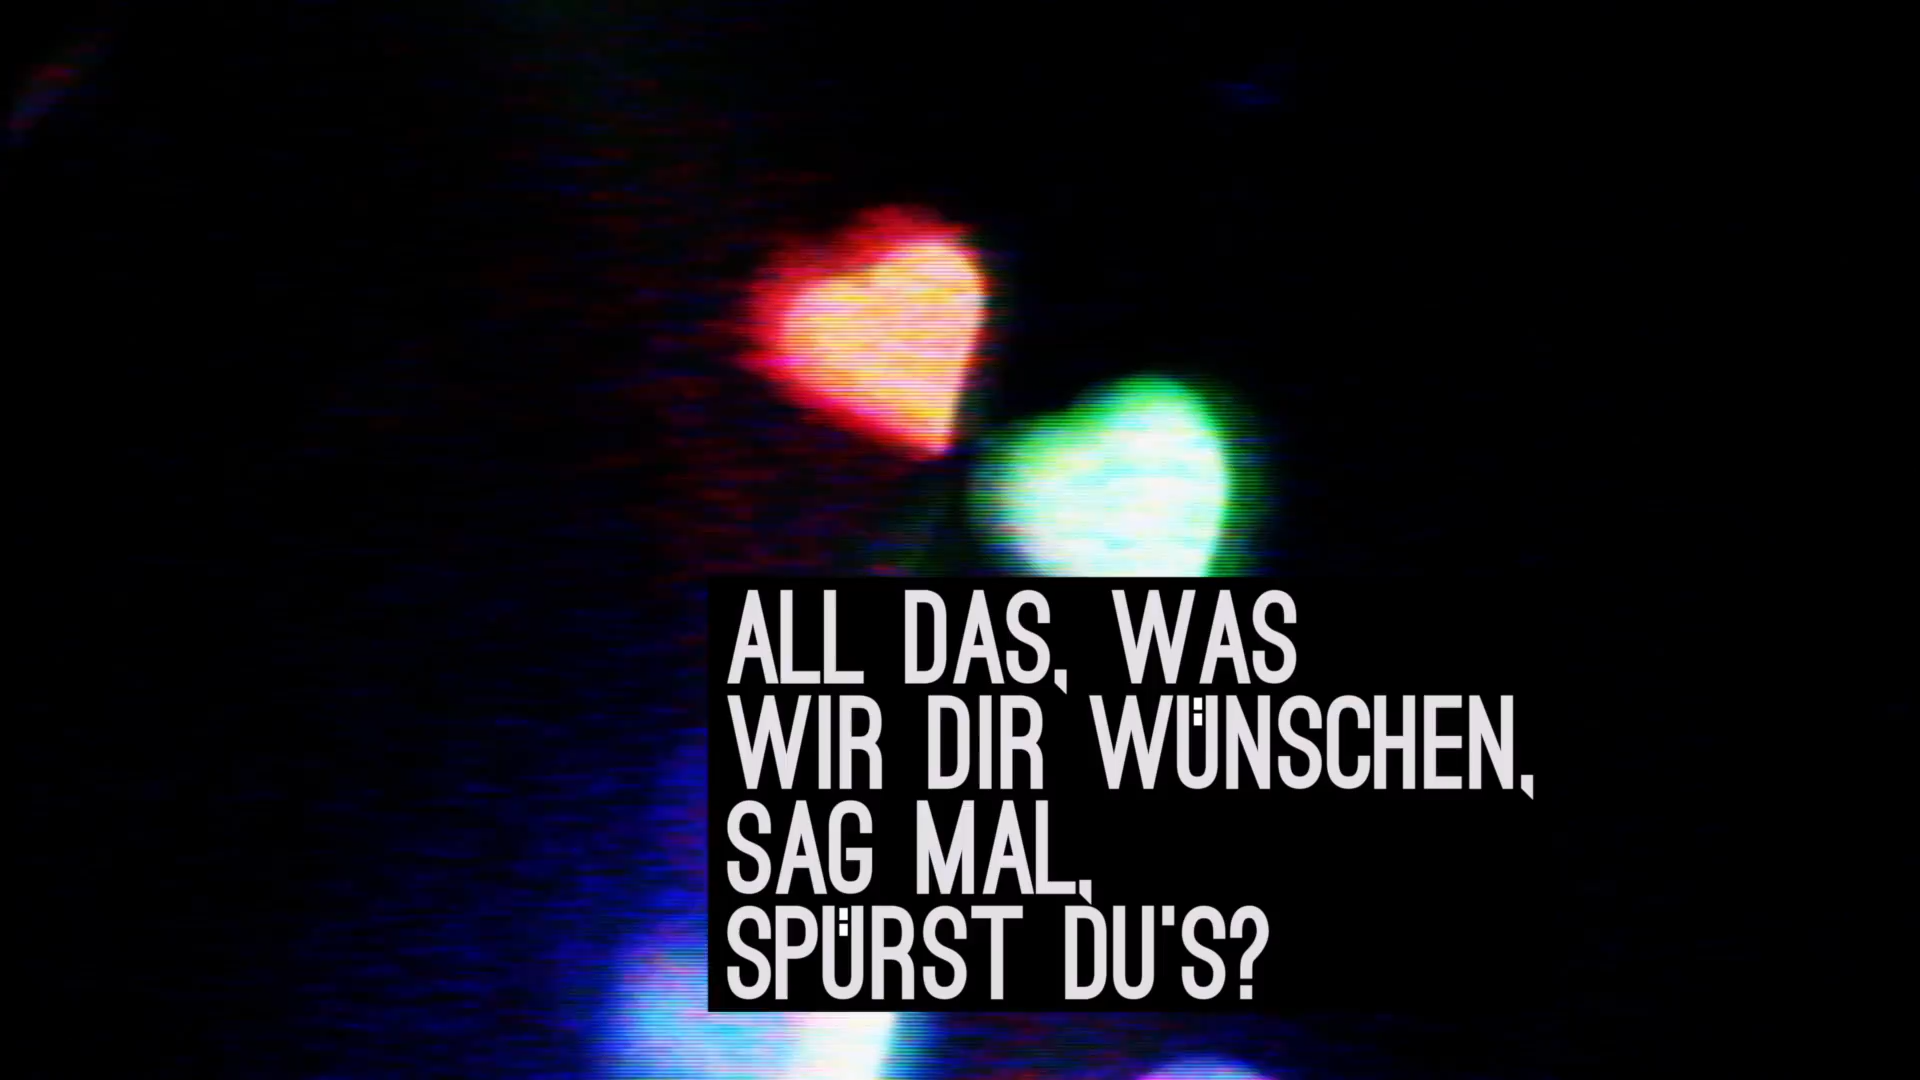 ALL DAS, WAS
WIR DIR WÜNSCHEN,
SAG MAL,
SPÜRST DU'S?